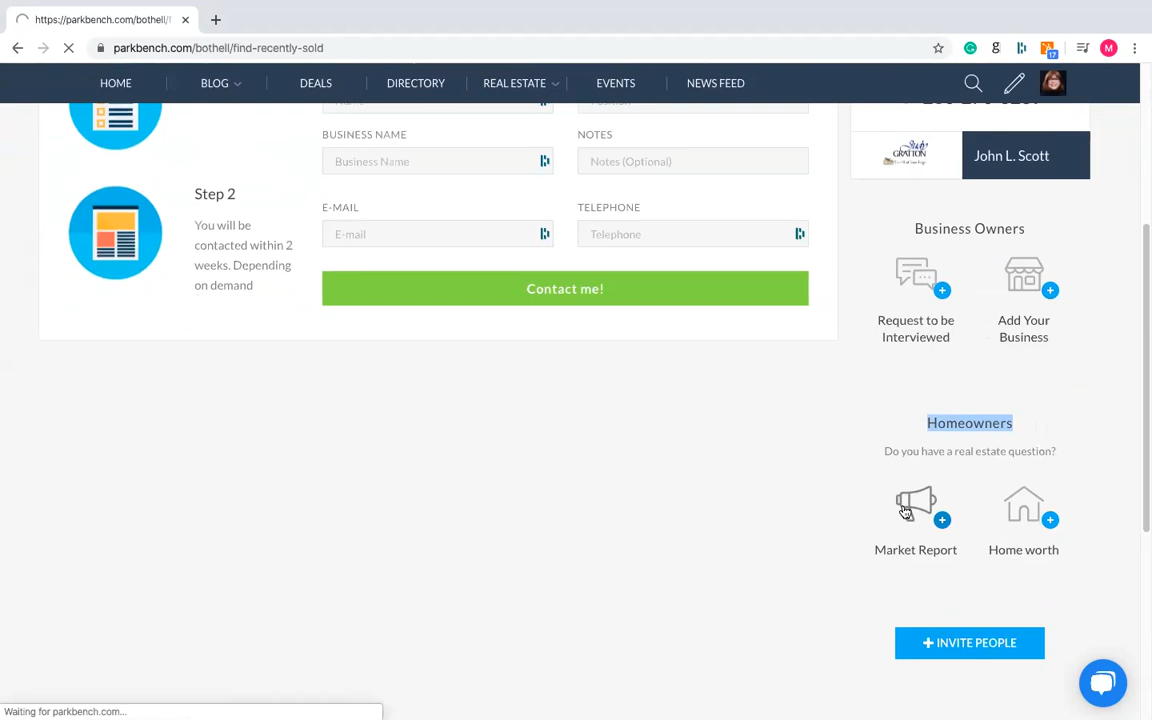 https://parkbench.com/bothell/f
parkbench.com/bothell/find-recently-sold
17
M
HOME
BLOG
DEALS
DIRECTORY
REAL ESTATE
EVENTS
NEWS FEED
BUSINESS NAME
NOTES
Business Name
Notes (Optional)
GRATTON
John L. Scott
Step 2
You will be
contacted within 2
weeks. Depending
on demand
E-MAIL
TELEPHONE
E-mail
Telephone
Contact me!
Business Owners
Request to be
Interviewed
Add Your
Business
Homeowners
Do you have a real estate question?
Market Report
Home worth
+ INVITE PEOPLE
Waiting for parkbench.com...